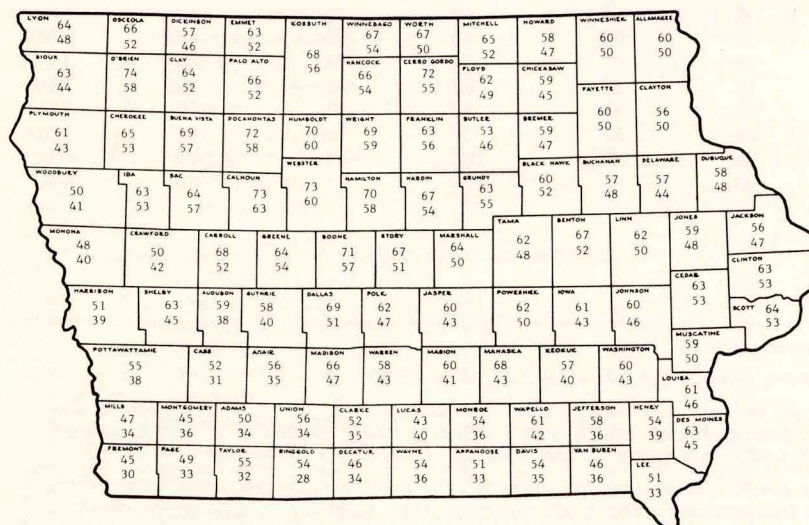 LYON 64 48
OSCEOLA 66 52
DICKINSON 57 46
EMMET 63 52
KOSSUTH 68 56
WINNEBAGO 67 54
WORTH 67 50
MITCHELL 65 52
HOWARD 58 47
WINNESHIEK 60 50
ALLAMAKEE 60 50
SIOUX 63 44
O'BRIEN 74 58
CLAY 64 52
PALO ALTO 66 52
HANCOCK 66 54
CERRO GORDO 72 55
FLOYD 62 49
CHICKASAW 59 45
FAYETTE 60 50
CLAYTON 56 50
PLYMOUTH 61 43
CHEROKEE 65 53
BUENA VISTA 69 57
POCAHONTAS 72 58
HUMBOLDT 70 60
WRIGHT 69 59
FRANKLIN 63 56
BUTLER 53 46
BREMER 59 47
WOODBURY 50 41
IDA 63 53
SAC 64 57
CALHOUN 73 63
WEBSTER 73 60
HAMILTON 70 58
HARDIN 67 54
GRUNDY 63 55
BLACK HAWK 60 52
BUCHANAN 57 48
DELAWARE 57 44
DUBUQUE 58 48
MONONA 48 40
CRAWFORD 50 42
CARROLL 68 52
GREENE 64 54
BOONE 71 57
STORY 67 51
MARSHALL 64 50
TAMA 62 48
BENTON 67 52
LINN 62 50
JONES 59 48
JACKSON 56 47
CLINTON 63 53
CEDAR 63 53
SCOTT 64 53
HARRISON 51 39
SHELBY 63 45
AUDUBON 59 38
GUTHRIE 58 40
DALLAS 69 51
POLK 62 47
JASPER 60 43
POWESHIEK 62 50
IOWA 61 43
JOHNSON 60 46
MUSCATINE 59 50
POTTAWATTAMIE 55 38
CASS 52 31
ADAIR 56 35
MADISON 66 47
WARREN 58 43
MARION 60 41
MAHASKA 68 43
KEOKUK 57 40
WASHINGTON 60 43
LOUISA 61 46
MILLS 47 34
MONTGOMERY 45 36
ADAMS 50 34
UNION 56 34
CLARKE 52 35
LUCAS 43 40
MONROE 54 36
WAPELLO 61 42
JEFFERSON 58 36
HENRY 54 39
DES MOINES 63 45
FREMONT 45 30
PAGE 49 33
TAYLOR 55 32
RINGGOLD 54 28
DECATUR 46 34
WAYNE 54 36
APPANOOSE 51 33
DAVIS 54 35
VAN BUREN 46 36
LEE 51 33